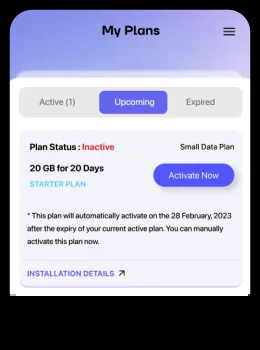 My Plans
Active (1) Upcoming Expired
Plan Status : Inactive Small Data Plan
20 GB for 20 Days
STARTER PLAN
Activate Now
* This plan will automatically activate on the 28 February, 2023
after the expiry of your current active plan. You can manually
activate this plan now.
INSTALLATION DETAILS